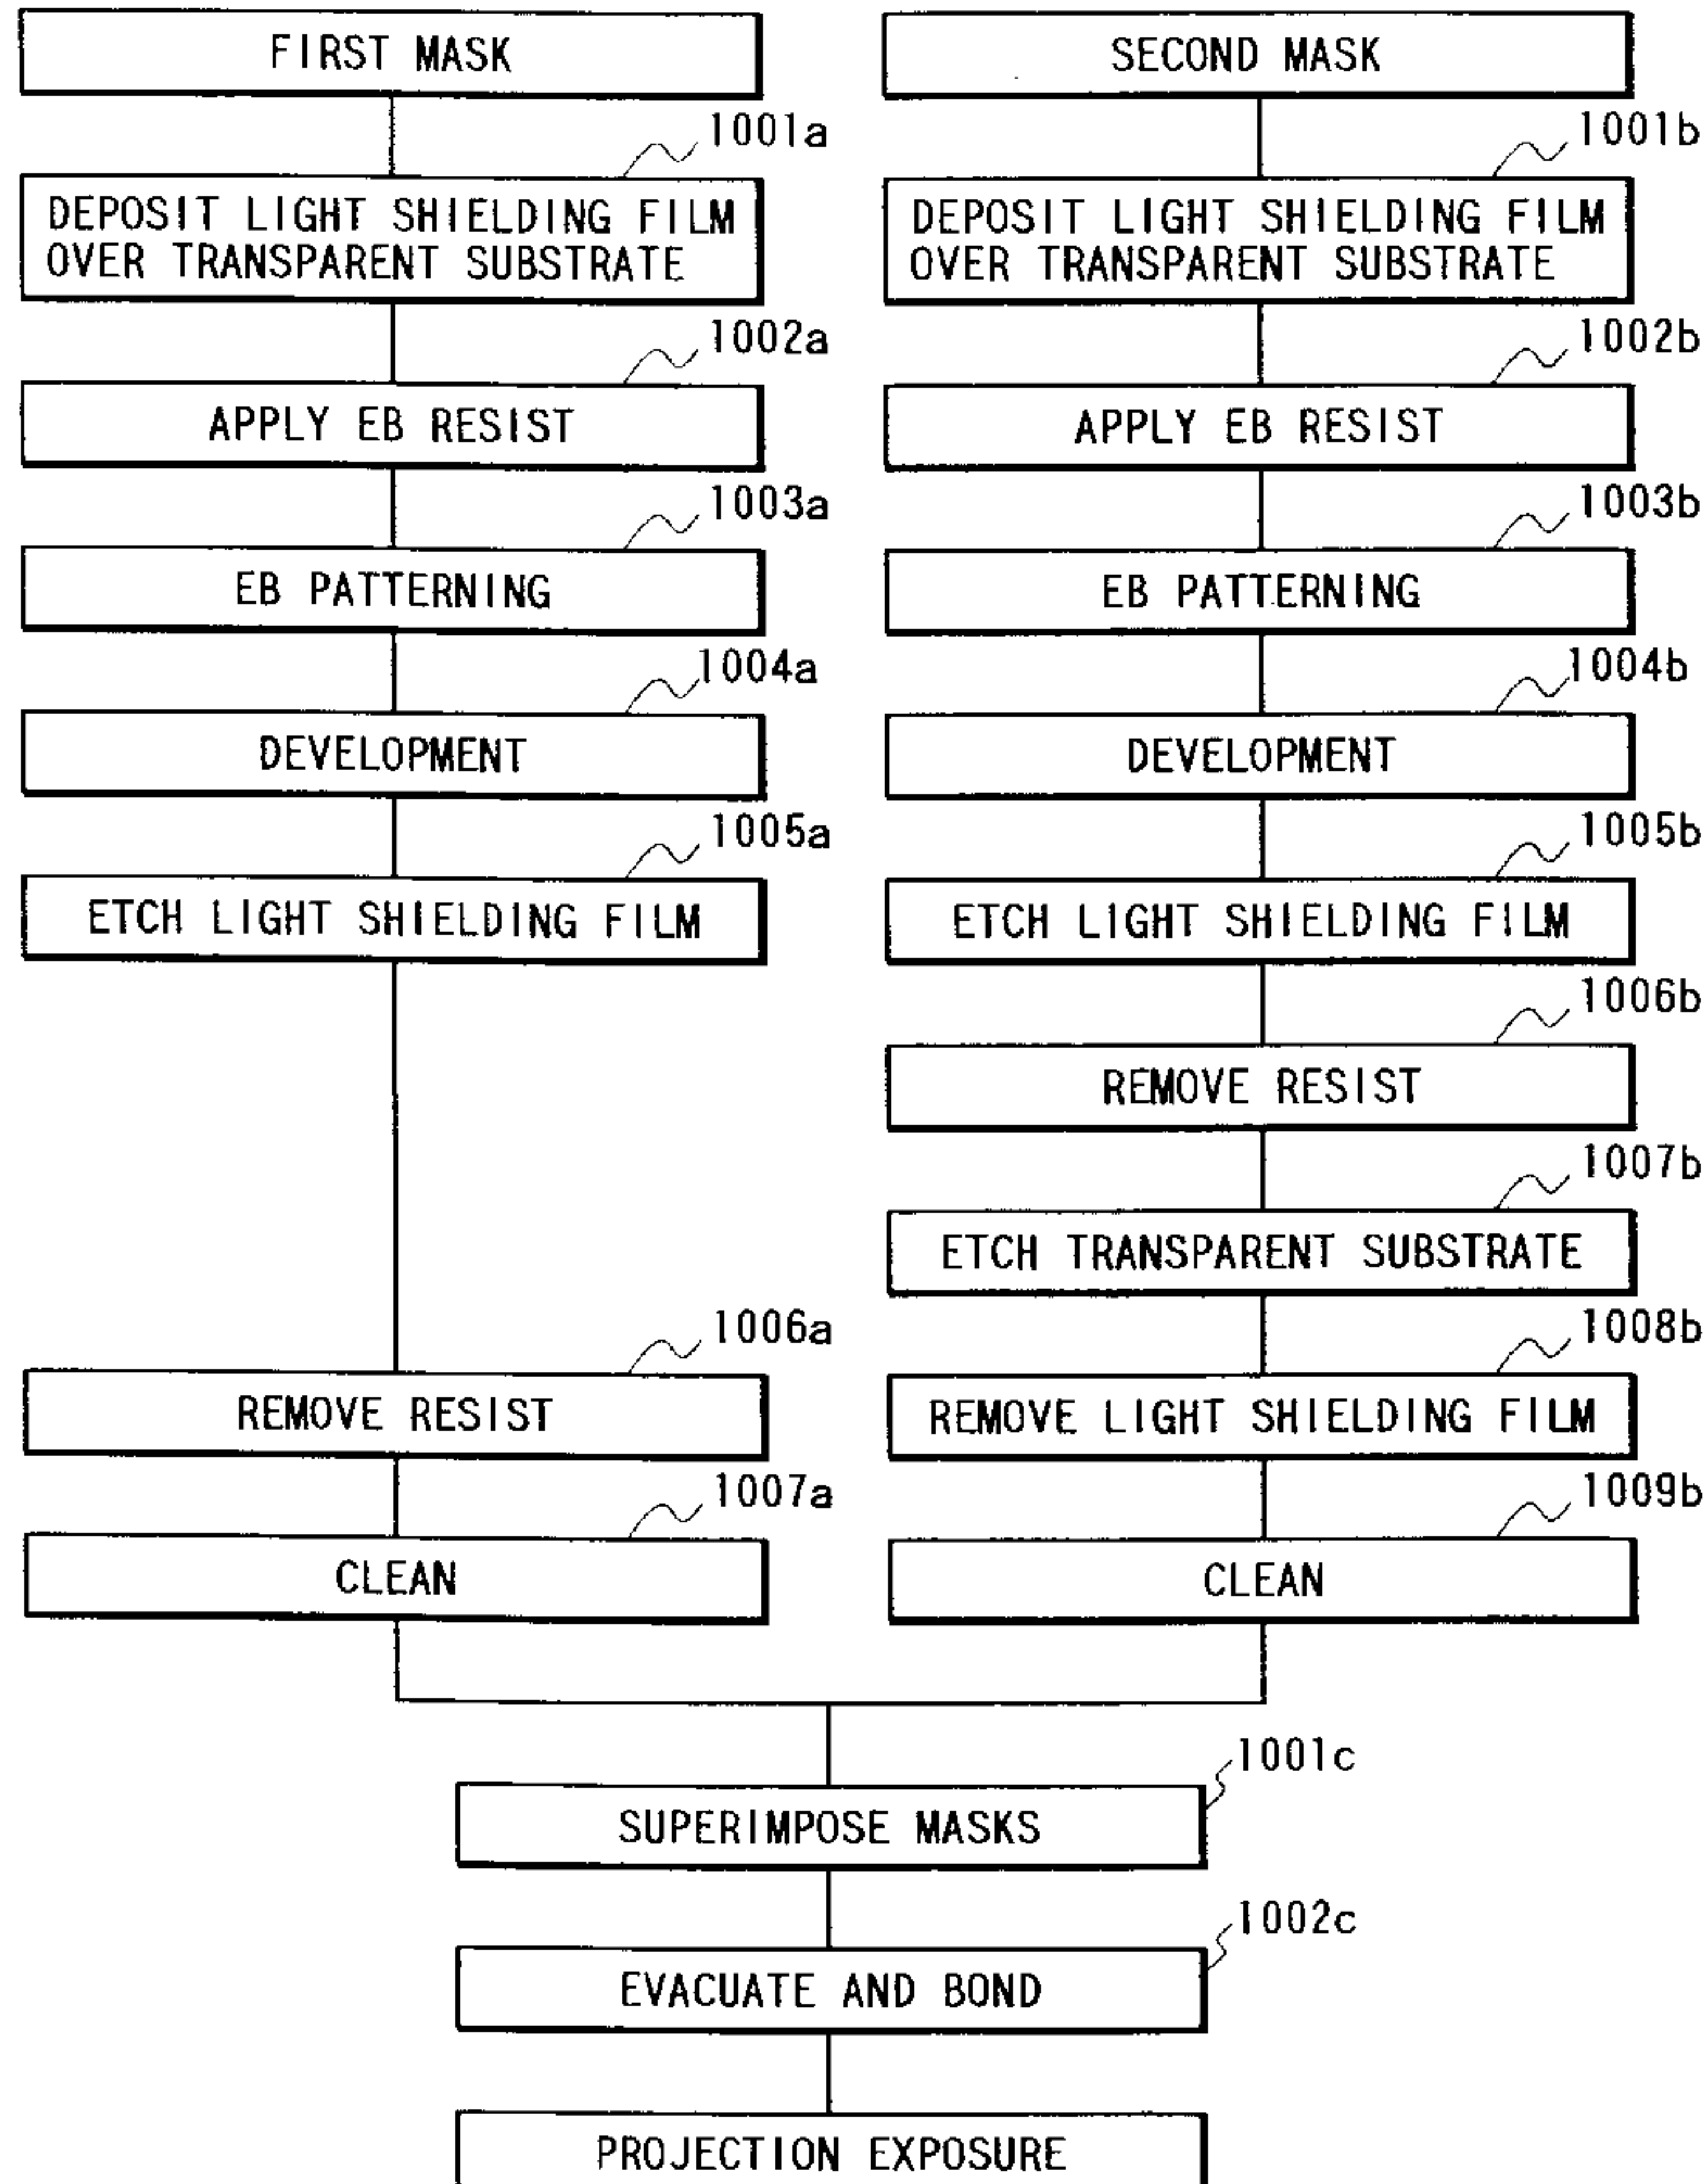 FIRST MASK
SECOND MASK
1001a
1001b
DEPOSIT LIGHT SHIELDING FILM
OVER TRANSPARENT SUBSTRATE
DEPOSIT LIGHT SHIELDING FILM
OVER TRANSPARENT SUBSTRATE
1002a
1002b
APPLY EB RESIST
APPLY EB RESIST
1003a
1003b
EB PATTERNING
EB PATTERNING
1004a
1004b
DEVELOPMENT
DEVELOPMENT
1005a
1005b
ETCH LIGHT SHIELDING FILM
ETCH LIGHT SHIELDING FILM
1006b
REMOVE RESIST
1007b
ETCH TRANSPARENT SUBSTRATE
1006a
1008b
REMOVE RESIST
REMOVE LIGHT SHIELDING FILM
1007a
1009b
CLEAN
CLEAN
1001c
SUPERIMPOSE MASKS
1002c
EVACUATE AND BOND
PROJECTION EXPOSURE